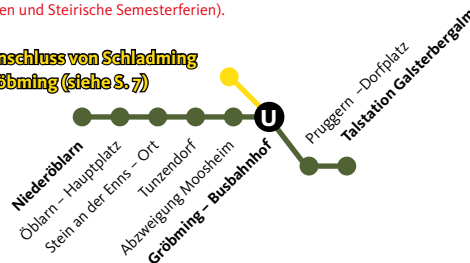 en und Steirische Semesterferien).
nschluss von Schladming
öbming (siehe S. 7)
U
Niederöblarn
Öblarn – Hauptplatz
Stein an der Enns – Ort
Tunzendorf
Abzweigung Moosheim
Gröbming – Busbahnhof
Pruggern –Dorfplatz
Talstation Galsterbergalm